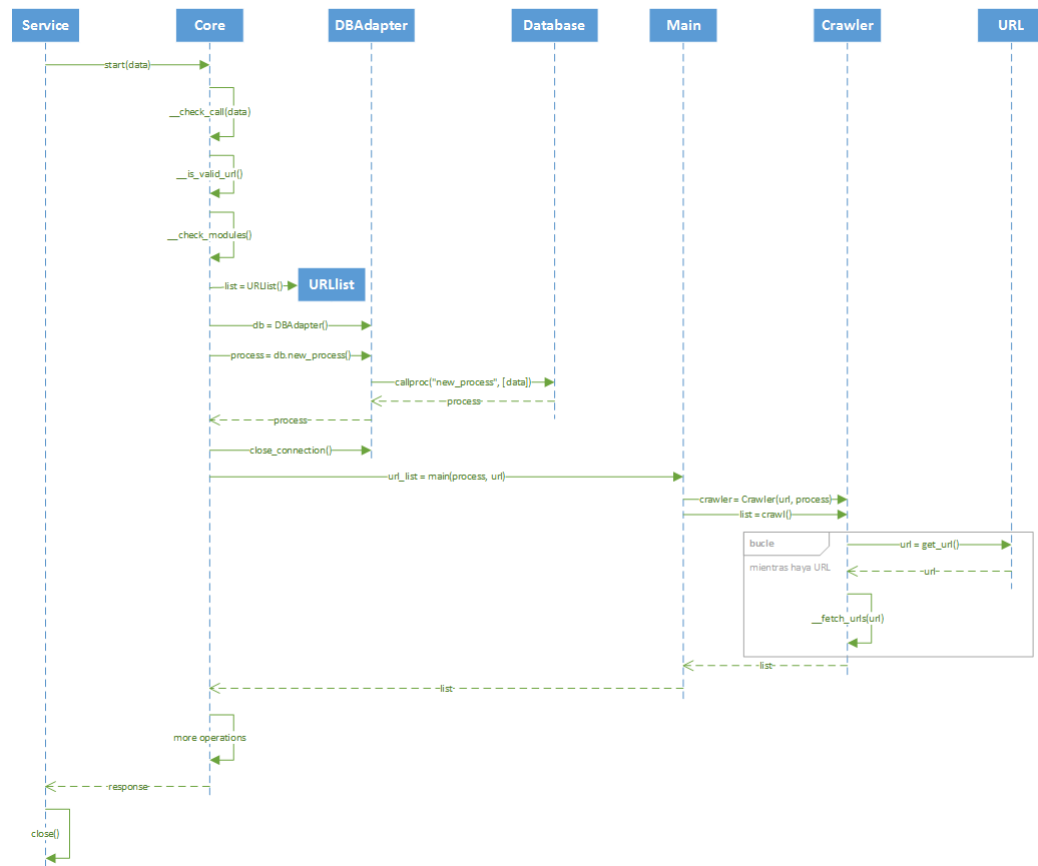 Service
Core
DBAdapter
Database
Main
Crawler
URL
start(data)
__check_call(data)
__is_valid_url()
__check_modules()
list = URLlist()
URLlist
db = DBAdapter()
process = db.new_process()
callproc("new_process", [data])
process
process
close_connection()
url_list = main(process, url)
crawler = Crawler(url, process)
list = crawl()
bucle
url = get_url()
mientras haya URL
url
__fetch_urls(url)
list
list
more operations
response
close()